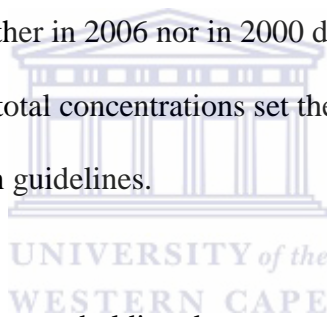 ther in 2006 nor in 2000 d
total concentrations set the
n guidelines.
UNIVERSITY of the
WESTERN CAPE